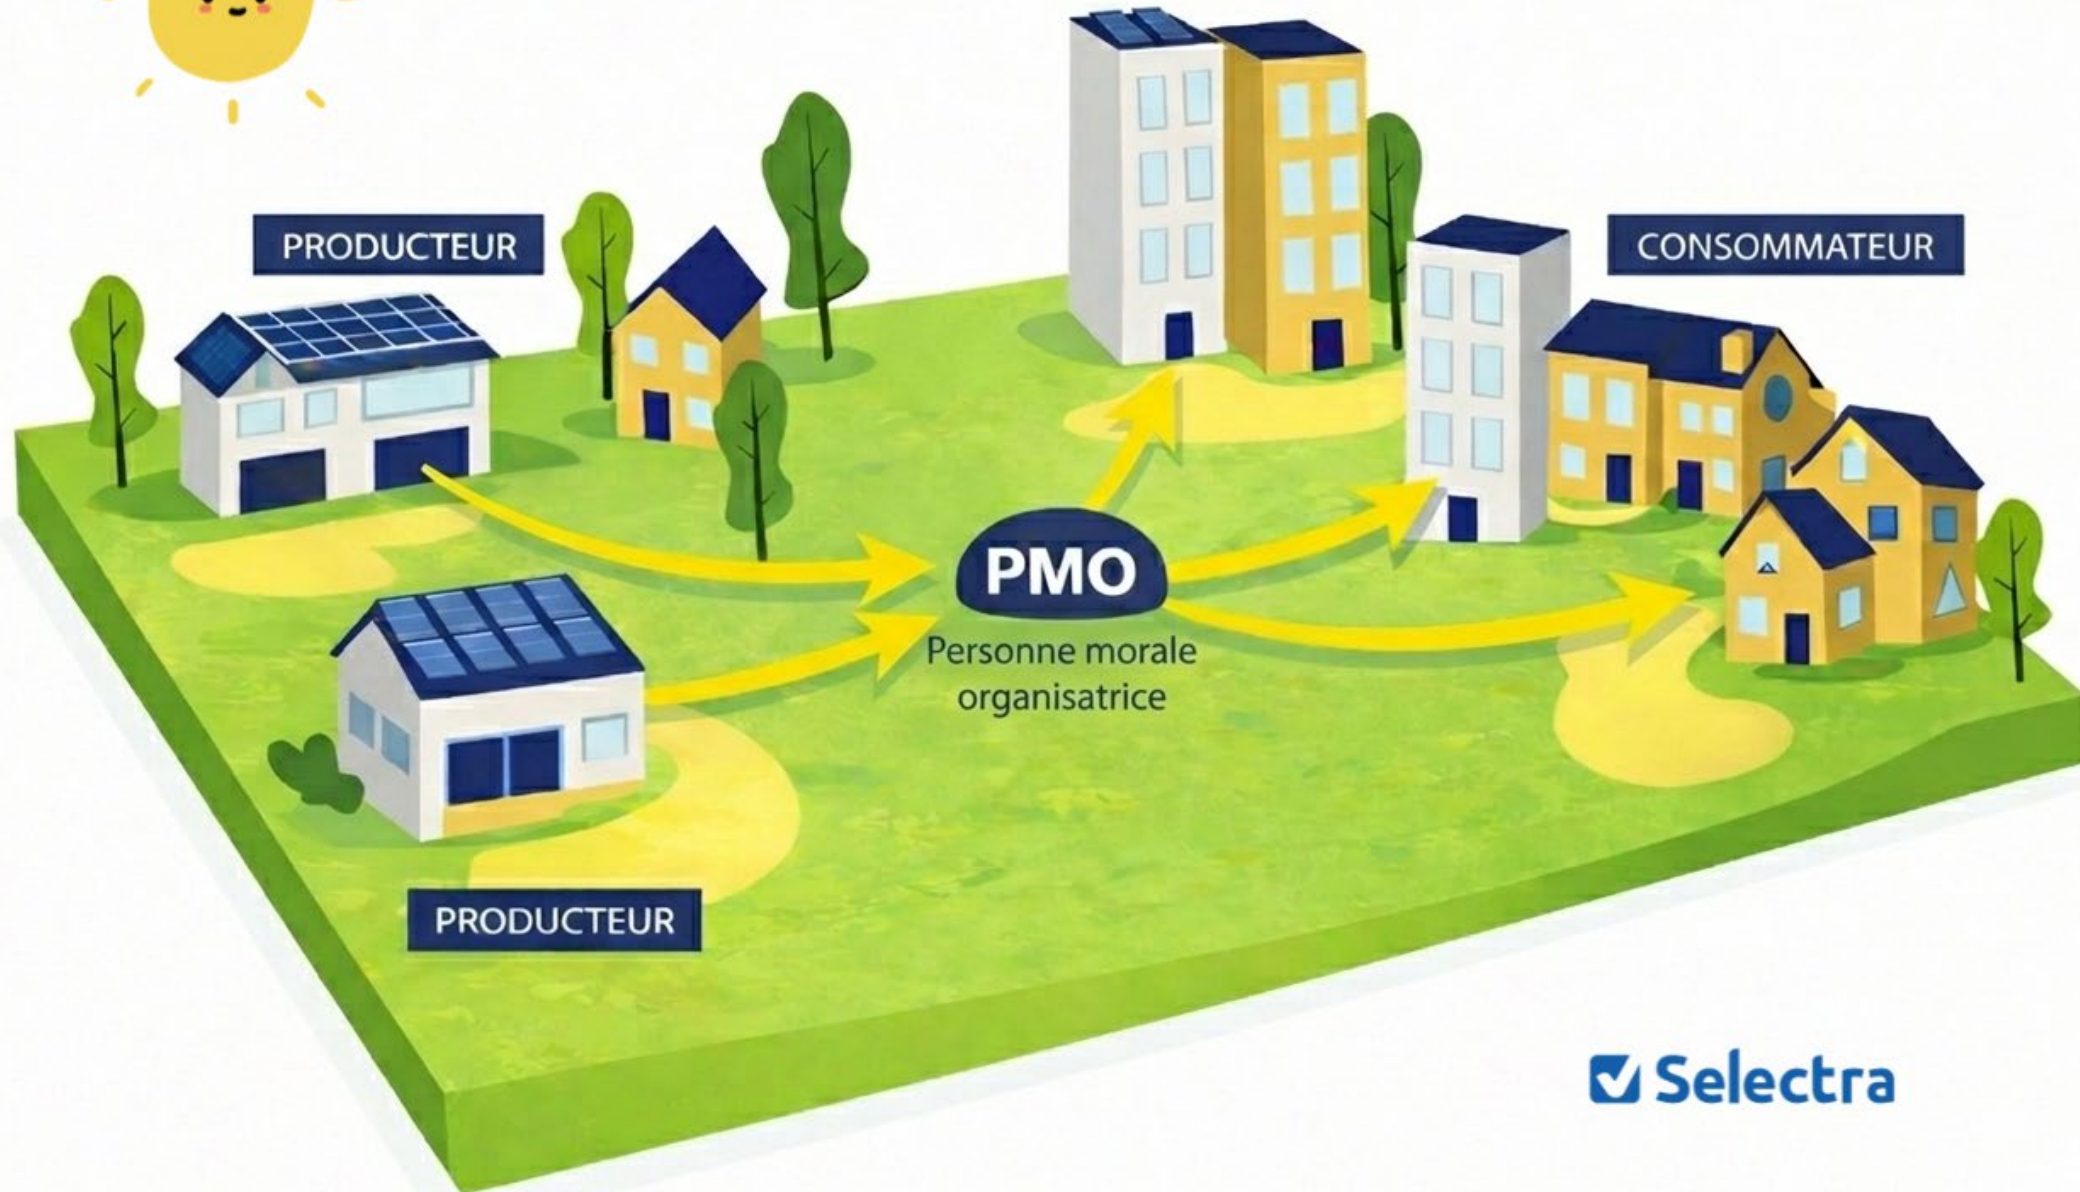 PRODUCTEUR
CONSOMMATEUR
PMO
Personne morale
organisatrice
PRODUCTEUR
Selectra